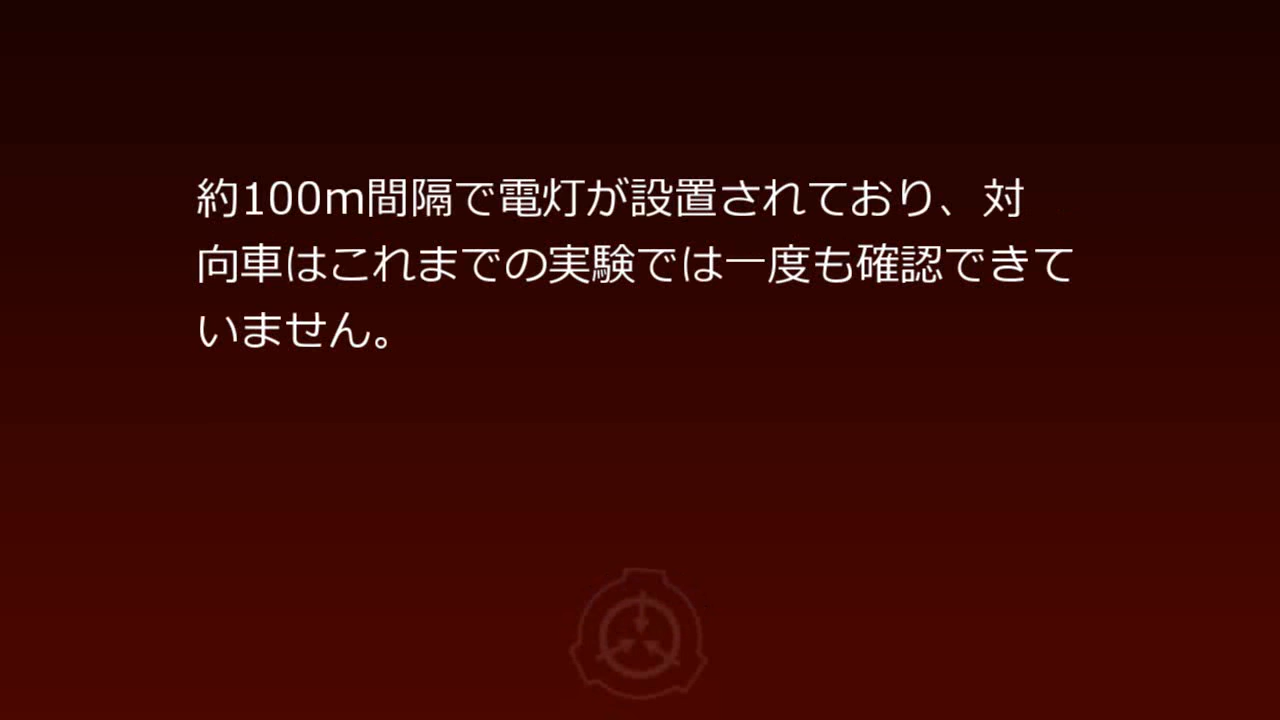 約100m間隔で電灯が設置されており、対
向車はこれまでの実験では一度も確認できて
いません。